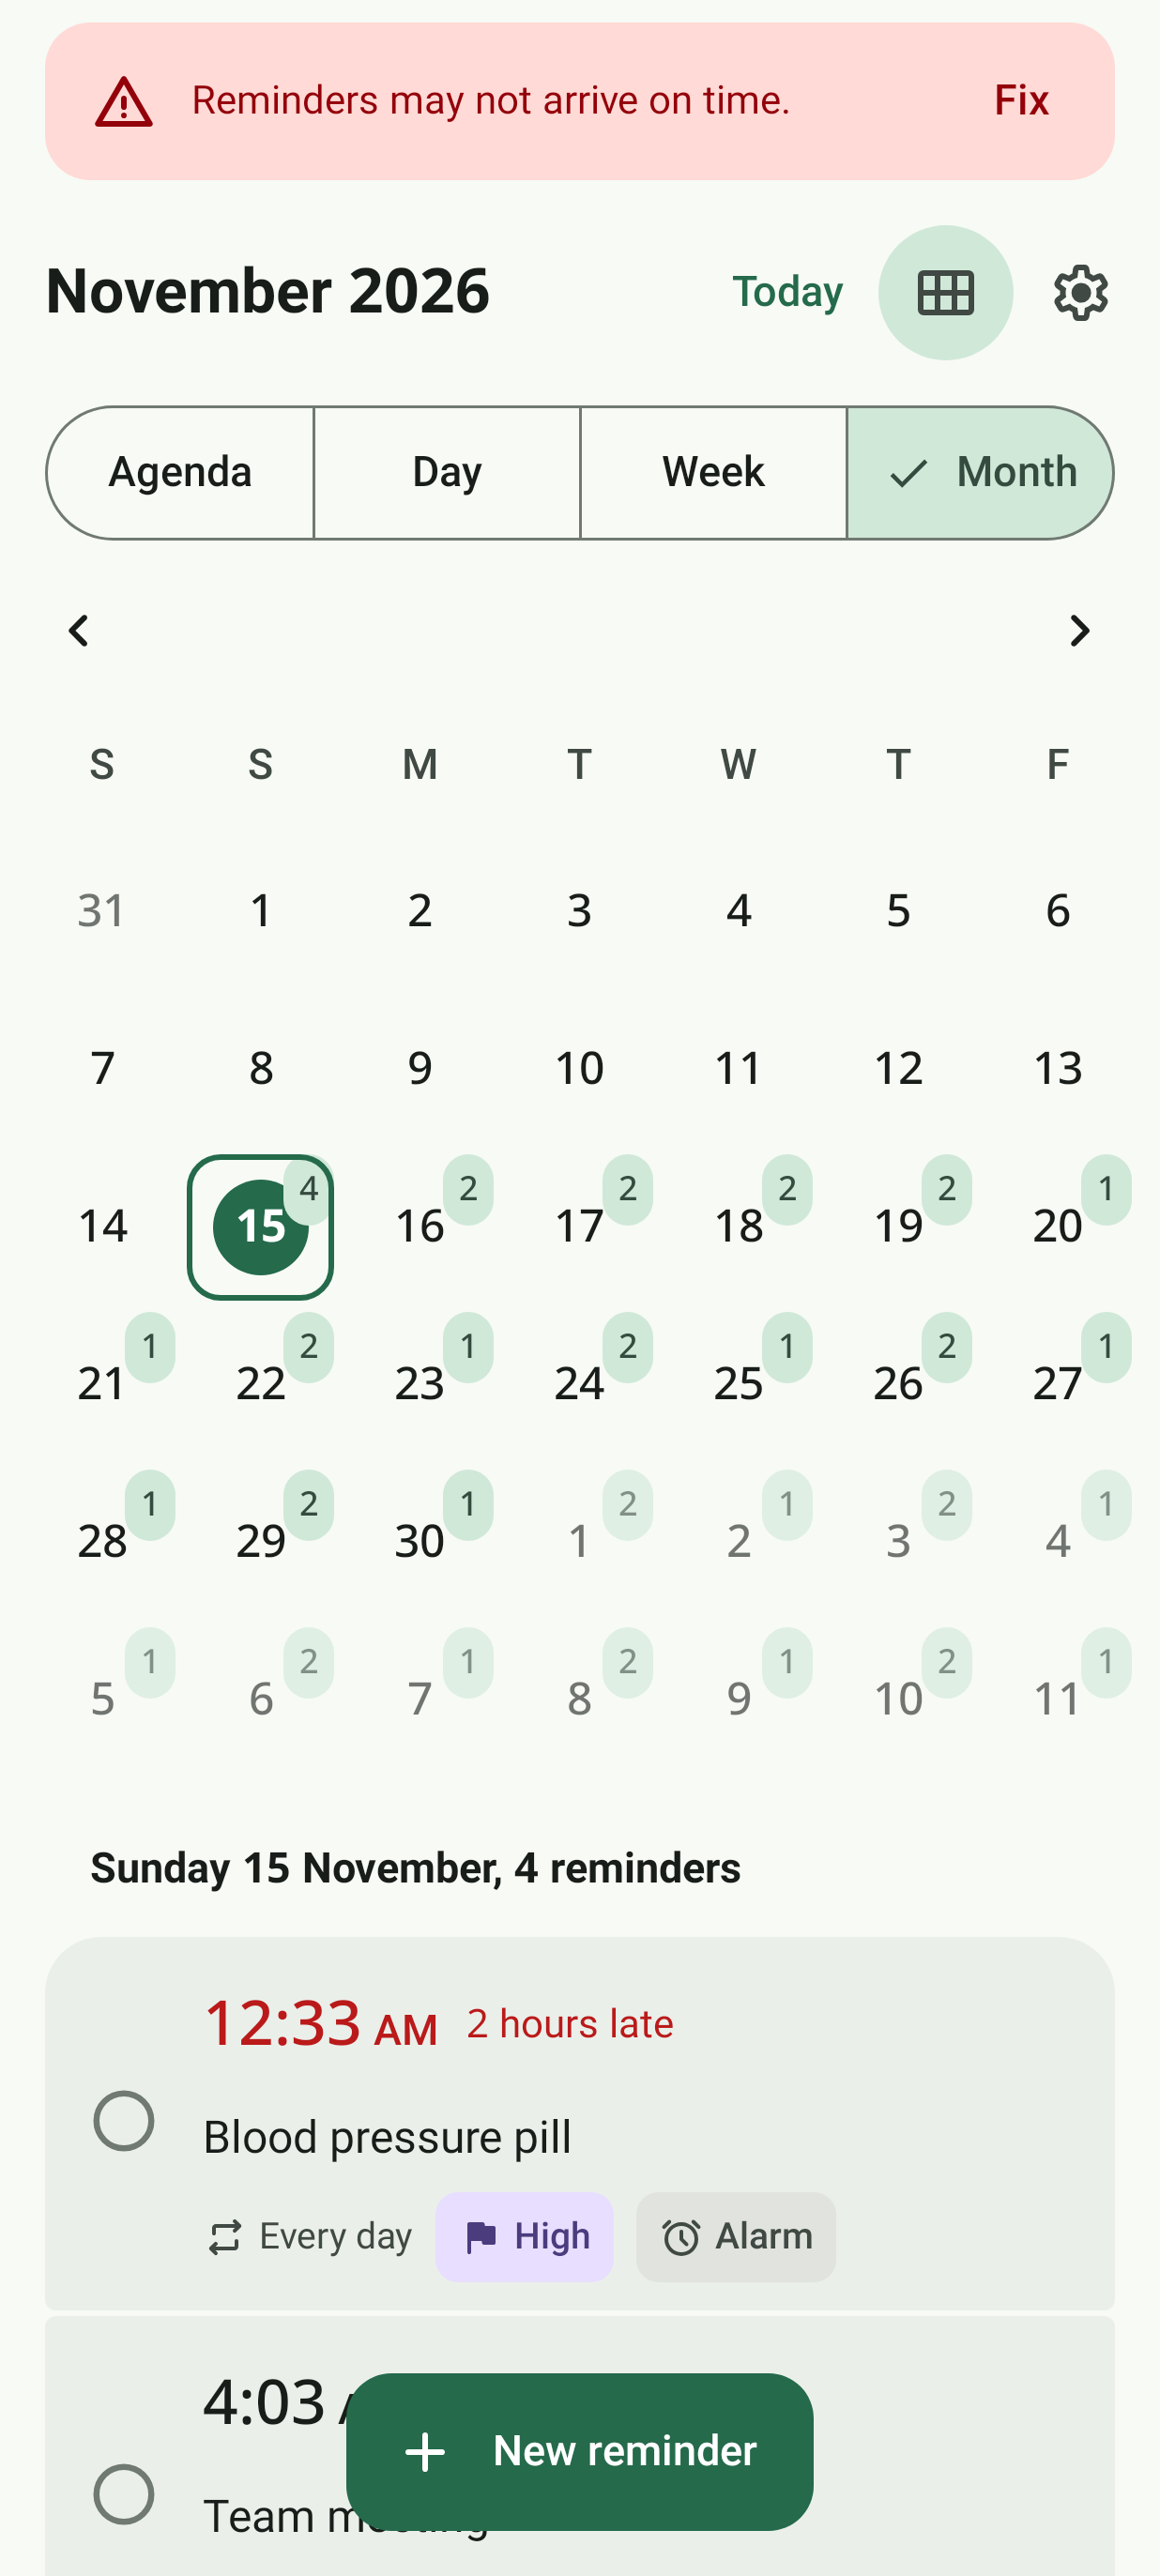 Reminders may not arrive on time. Fix
November 2026 Today
Agenda Day Week Month
S S M T W T F
31 1 2 3 4 5 6
7 8 9 10 11 12 13
14 15 4 16 2 17 2 18 2 19 2 20 1
21 1 22 2 23 1 24 2 25 1 26 2 27 1
28 1 29 2 30 1 1 2 2 1 3 2 4 1
5 1 6 2 7 1 8 2 9 1 10 2 11 1
Sunday 15 November, 4 reminders
12:33 AM 2 hours late
Blood pressure pill
Every day High Alarm
4:03
New reminder
Team